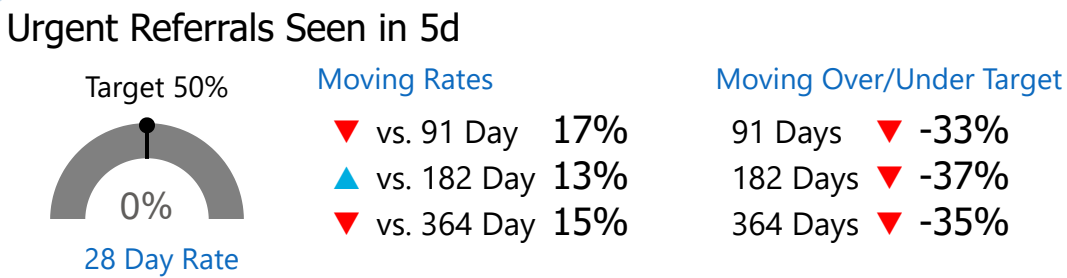 Urgent Referrals Seen in 5d
Target 50%
0%
28 Day Rate
Moving Rates
vs. 91 Day 17%
vs. 182 Day 13%
vs. 364 Day 15%
Moving Over/Under Target
91 Days -33%
182 Days -37%
364 Days -35%